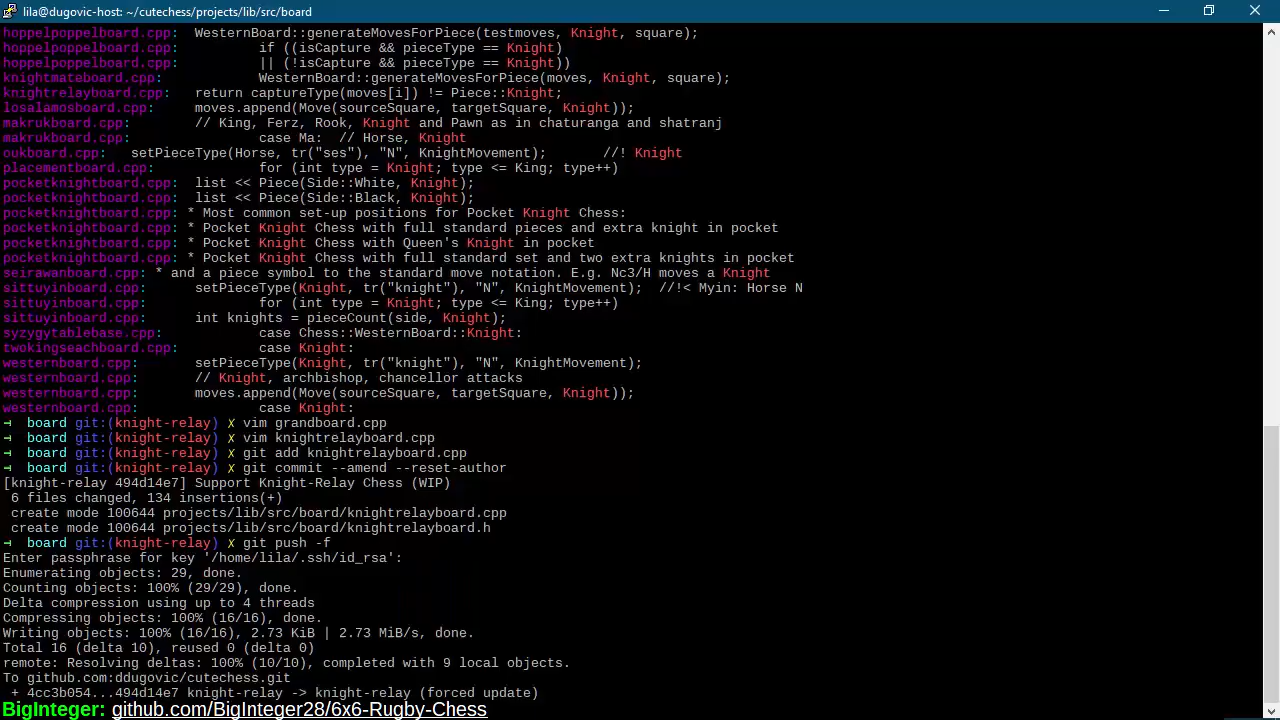 lila@dugovic-host: ~/cutechess/projects/lib/src/board
hoppelpoppelboard.cpp:  WesternBoard::generateMovesForPiece(testmoves, Knight, square);
hoppelpoppelboard.cpp:          if ((isCapture && pieceType == Knight)
hoppelpoppelboard.cpp:          || (!isCapture && pieceType == Knight))
knightmateboard.cpp:            WesternBoard::generateMovesForPiece(moves, Knight, square);
knightrelayboard.cpp:   return captureType(moves[i]) != Piece::Knight;
losalamosboard.cpp:     moves.append(Move(sourceSquare, targetSquare, Knight));
makrukboard.cpp:        // King, Ferz, Rook, Knight and Pawn as in chaturanga and shatranj
makrukboard.cpp:                case Ma:  // Horse, Knight
oukboard.cpp:   setPieceType(Horse, tr("ses"), "N", KnightMovement);       //! Knight
placementboard.cpp:             for (int type = Knight; type <= King; type++)
pocketknightboard.cpp:  list << Piece(Side::White, Knight);
pocketknightboard.cpp:  list << Piece(Side::Black, Knight);
pocketknightboard.cpp: * Most common set-up positions for Pocket Knight Chess:
pocketknightboard.cpp: * Pocket Knight Chess with full standard pieces and extra knight in pocket
pocketknightboard.cpp: * Pocket Knight Chess with Queen's Knight in pocket
pocketknightboard.cpp: * Pocket Knight Chess with full standard set and two extra knights in pocket
seirawanboard.cpp: * and a piece symbol to the standard move notation. E.g. Nc3/H moves a Knight
sittuyinboard.cpp:      setPieceType(Knight, tr("knight"), "N", KnightMovement);  //!< Myin: Horse N
sittuyinboard.cpp:              for (int type = Knight; type <= King; type++)
sittuyinboard.cpp:      int knights = pieceCount(side, Knight);
syzygytablebase.cpp:            case Chess::WesternBoard::Knight:
twokingseachboard.cpp:          case Knight:
westernboard.cpp:       setPieceType(Knight, tr("knight"), "N", KnightMovement);
westernboard.cpp:       // Knight, archbishop, chancellor attacks
westernboard.cpp:       moves.append(Move(sourceSquare, targetSquare, Knight));
westernboard.cpp:               case Knight:
⊣  board git:(knight-relay) ✗ vim grandboard.cpp
⊣  board git:(knight-relay) ✗ vim knightrelayboard.cpp
⊣  board git:(knight-relay) ✗ git add knightrelayboard.cpp
⊣  board git:(knight-relay) ✗ git commit --amend --reset-author
[knight-relay 494d14e7] Support Knight-Relay Chess (WIP)
 6 files changed, 134 insertions(+)
 create mode 100644 projects/lib/src/board/knightrelayboard.cpp
 create mode 100644 projects/lib/src/board/knightrelayboard.h
⊣  board git:(knight-relay) ✗ git push -f
Enter passphrase for key '/home/lila/.ssh/id_rsa':
Enumerating objects: 29, done.
Counting objects: 100% (29/29), done.
Delta compression using up to 4 threads
Compressing objects: 100% (16/16), done.
Writing objects: 100% (16/16), 2.73 KiB | 2.73 MiB/s, done.
Total 16 (delta 10), reused 0 (delta 0)
remote: Resolving deltas: 100% (10/10), completed with 9 local objects.
To github.com:ddugovic/cutechess.git
 + 4cc3b054...494d14e7 knight-relay -> knight-relay (forced update)
BigInteger: github.com/BigInteger28/6x6-Rugby-Chess